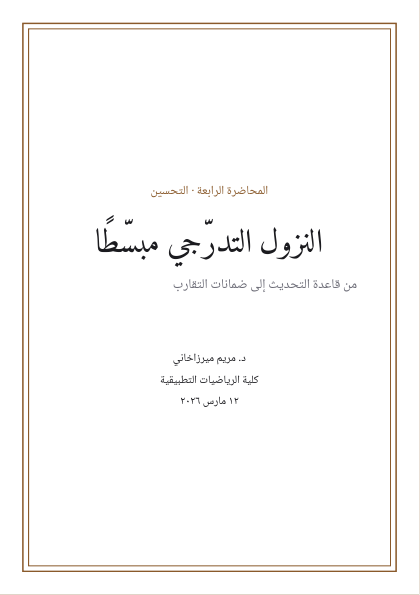 المحاضرة الرابعة · التحسين
النزول التدرّجي مبسّطًا
من قاعدة التحديث إلى ضمانات التقارب
د. مريم ميرزاخاني
كلية الرياضيات التطبيقية
١٢ مارس ٢٠٢٦